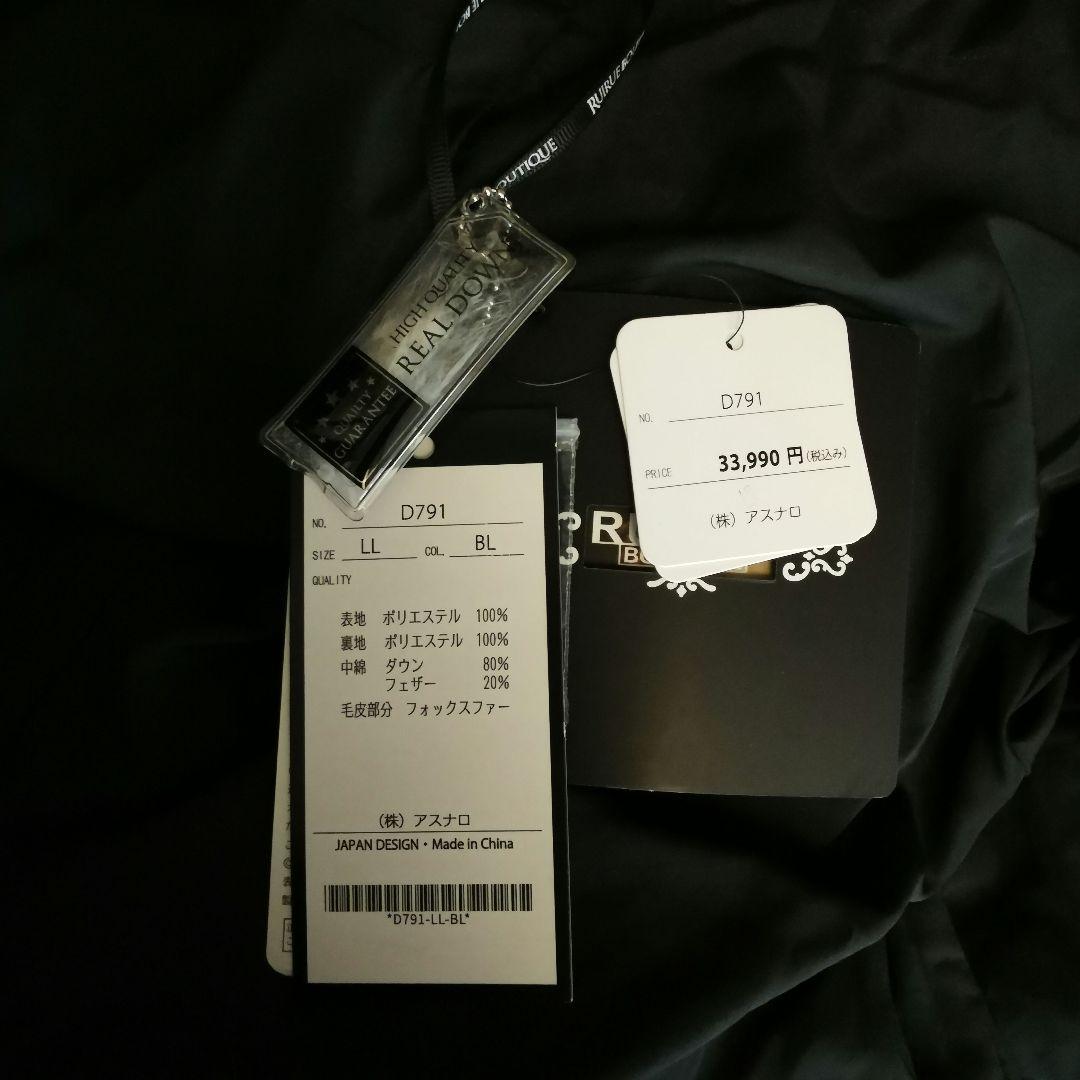 RUIRUE BOU
OUTIQUE
HIGH QUALITY
REAL DOWN
QUAILTY
GUARANTEE
NO. D791
PRICE 33,990 円(税込み)
(株) アスナロ
R
BO
NO. D791
SIZE LL COL. BL
QUALITY
表地 ポリエステル 100%
裏地 ポリエステル 100%
中綿 ダウン 80%
フェザー 20%
毛皮部分 フォックスファー
(株) アスナロ
JAPAN DESIGN・Made in China
*D791-LL-BL*